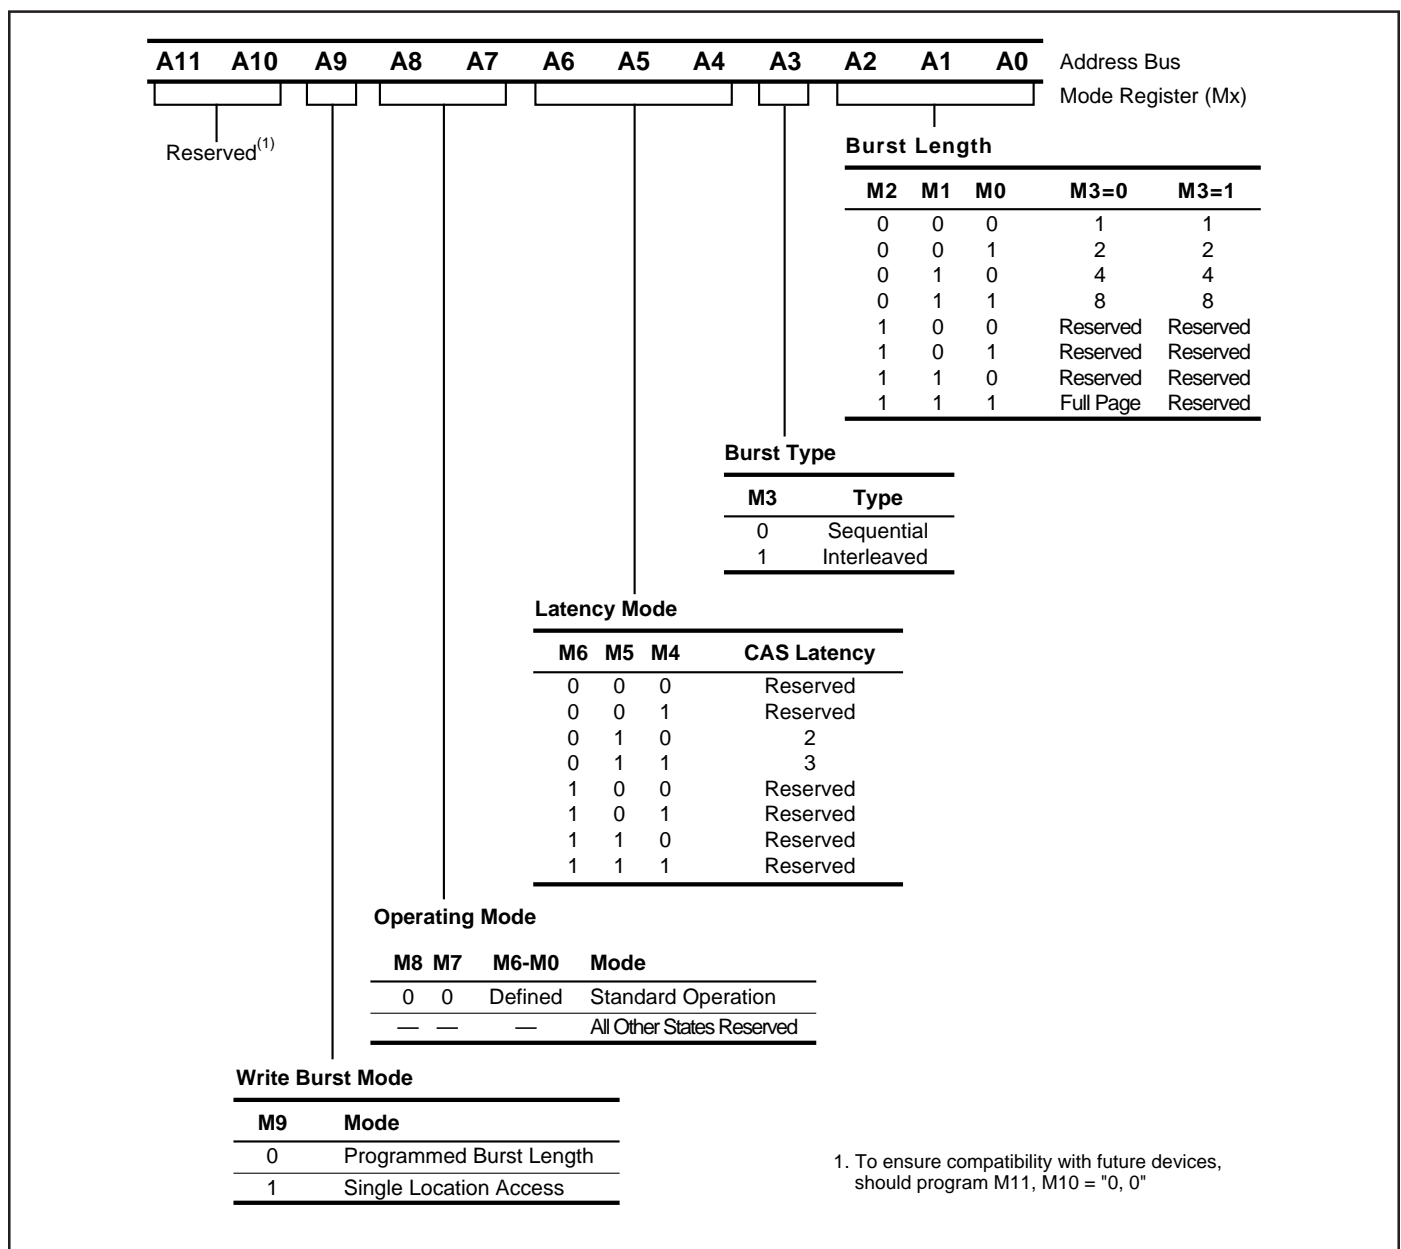 A11 A10 A9 A8 A7 A6 A5 A4 A3 A2 A1 A0 Address Bus
Mode Register (Mx)
Reserved(1)
Burst Length
M2 M1 M0 M3=0 M3=1
0 0 0 1 1
0 0 1 2 2
0 1 0 4 4
0 1 1 8 8
1 0 0 Reserved Reserved
1 0 1 Reserved Reserved
1 1 0 Reserved Reserved
1 1 1 Full Page Reserved
Burst Type
M3 Type
0 Sequential
1 Interleaved
Latency Mode
M6 M5 M4 CAS Latency
0 0 0 Reserved
0 0 1 Reserved
0 1 0 2
0 1 1 3
1 0 0 Reserved
1 0 1 Reserved
1 1 0 Reserved
1 1 1 Reserved
Operating Mode
M8 M7 M6-M0 Mode
0 0 Defined Standard Operation
— — — All Other States Reserved
Write Burst Mode
M9 Mode
0 Programmed Burst Length
1 Single Location Access
1. To ensure compatibility with future devices,
should program M11, M10 = "0, 0"